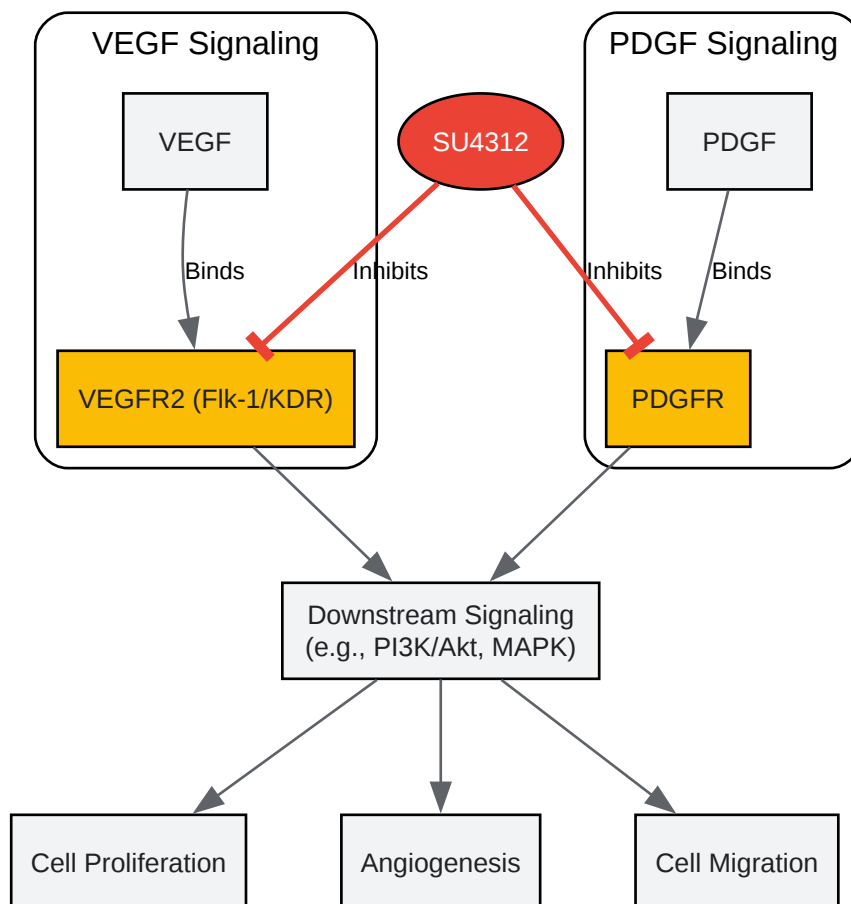 VEGF Signaling
PDGF Signaling
VEGF
SU4312
PDGF
Binds
Inhibits
Inhibits
Binds
VEGFR2 (Flk-1/KDR)
PDGFR
Downstream Signaling
(e.g., PI3K/Akt, MAPK)
Cell Proliferation
Angiogenesis
Cell Migration